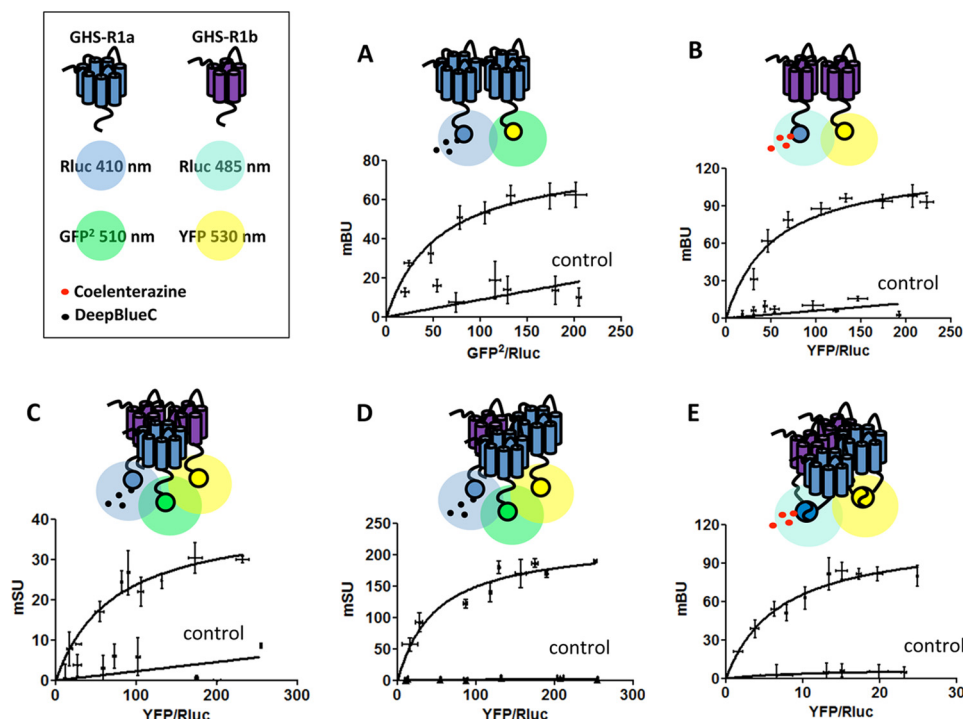 GHS-R1a GHS-R1b
Rluc 410 nm Rluc 485 nm
GFP² 510 nm YFP 530 nm
Coelenterazine
DeepBlueC
A
mBU
80
60
40
20
0
control
0 50 100 150 200 250
GFP²/Rluc
B
mBU
120
90
60
30
0
control
0 50 100 150 200 250
YFP/Rluc
C
mSU
40
30
20
10
0
control
0 100 200 300
YFP/Rluc
D
mSU
250
200
150
100
50
0
control
0 100 200 300
YFP/Rluc
E
mBU
120
90
60
30
0
control
0 10 20 30
YFP/Rluc